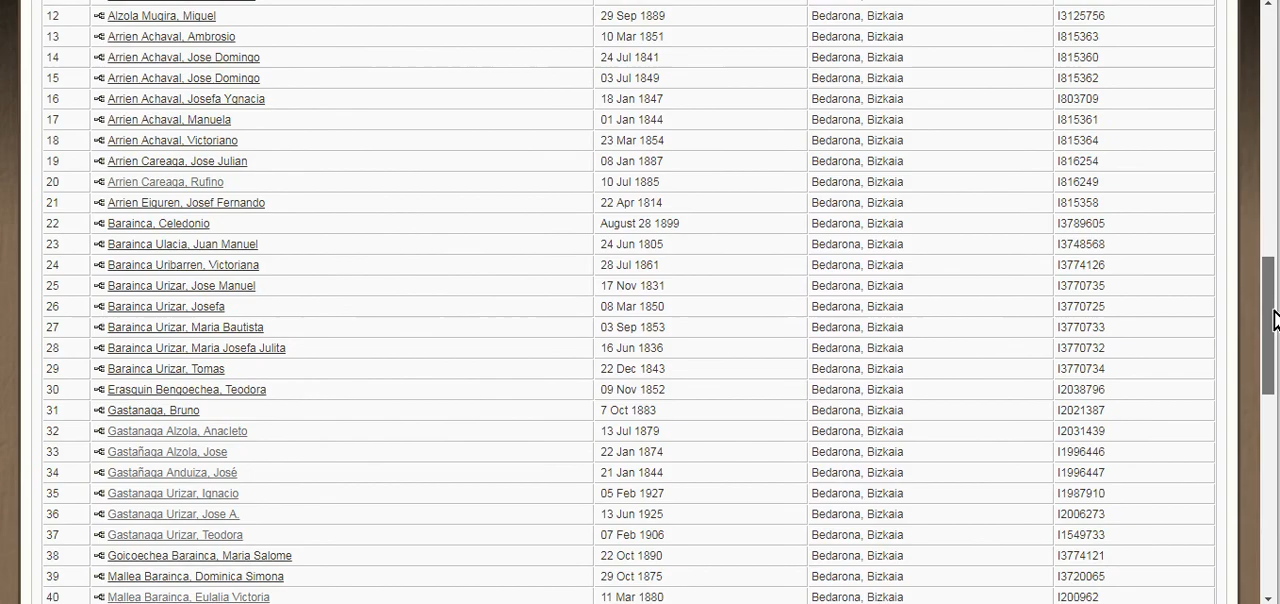 12 Alzola Mugira, Miguel 29 Sep 1889 Bedarona, Bizkaia I3125756
13 Arrien Achaval, Ambrosio 10 Mar 1851 Bedarona, Bizkaia I815363
14 Arrien Achaval, Jose Domingo 24 Jul 1841 Bedarona, Bizkaia I815360
15 Arrien Achaval, Jose Domingo 03 Jul 1849 Bedarona, Bizkaia I815362
16 Arrien Achaval, Josefa Ygnacia 18 Jan 1847 Bedarona, Bizkaia I803709
17 Arrien Achaval, Manuela 01 Jan 1844 Bedarona, Bizkaia I815361
18 Arrien Achaval, Victoriano 23 Mar 1854 Bedarona, Bizkaia I815364
19 Arrien Careaga, Jose Julian 08 Jan 1887 Bedarona, Bizkaia I816254
20 Arrien Careaga, Rufino 10 Jul 1885 Bedarona, Bizkaia I816249
21 Arrien Eiguren, Josef Fernando 22 Apr 1814 Bedarona, Bizkaia I815358
22 Barainca, Celedonio August 28 1899 Bedarona, Bizkaia I3789605
23 Barainca Ulacia, Juan Manuel 24 Jun 1805 Bedarona, Bizkaia I3748568
24 Barainca Uribarren, Victoriana 28 Jul 1861 Bedarona, Bizkaia I3774126
25 Barainca Urizar, Jose Manuel 17 Nov 1831 Bedarona, Bizkaia I3770735
26 Barainca Urizar, Josefa 08 Mar 1850 Bedarona, Bizkaia I3770725
27 Barainca Urizar, Maria Bautista 03 Sep 1853 Bedarona, Bizkaia I3770733
28 Barainca Urizar, Maria Josefa Julita 16 Jun 1836 Bedarona, Bizkaia I3770732
29 Barainca Urizar, Tomas 22 Dec 1843 Bedarona, Bizkaia I3770734
30 Erasquin Bengoechea, Teodora 09 Nov 1852 Bedarona, Bizkaia I2038796
31 Gastanaga, Bruno 7 Oct 1883 Bedarona, Bizkaia I2021387
32 Gastanaga Alzola, Anacleto 13 Jul 1879 Bedarona, Bizkaia I2031439
33 Gastañaga Alzola, Jose 22 Jan 1874 Bedarona, Bizkaia I1996446
34 Gastañaga Anduiza, José 21 Jan 1844 Bedarona, Bizkaia I1996447
35 Gastanaga Urizar, Ignacio 05 Feb 1927 Bedarona, Bizkaia I1987910
36 Gastanaga Urizar, Jose A. 13 Jun 1925 Bedarona, Bizkaia I2006273
37 Gastanaga Urizar, Teodora 07 Feb 1906 Bedarona, Bizkaia I1549733
38 Goicoechea Barainca, Maria Salome 22 Oct 1890 Bedarona, Bizkaia I3774121
39 Mallea Barainca, Dominica Simona 29 Oct 1875 Bedarona, Bizkaia I3720065
40 Mallea Barainca, Eulalia Victoria 11 Mar 1880 Bedarona, Bizkaia I200962